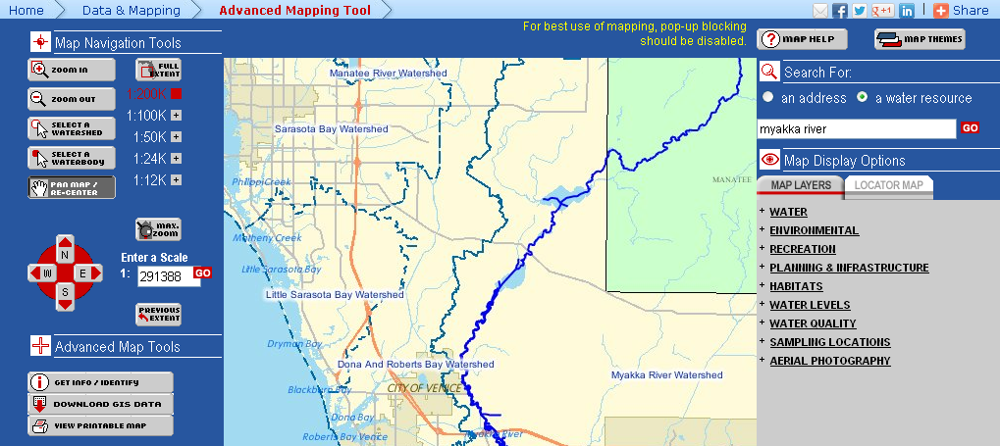 Home
Data & Mapping
Advanced Mapping Tool
g+1
in
Share
For best use of mapping, pop-up blocking
should be disabled.
MAP HELP
MAP THEMES
Map Navigation Tools
ZOOM IN
FULL
EXTENT
ZOOM OUT
1:200K
1:100K
SELECT A
WATERSHED
1:50K
SELECT A
WATERBODY
1:24K
PAN MAP /
RE-CENTER
1:12K
MAX.
ZOOM
N
W
E
S
Enter a Scale
1:
291388
GO
PREVIOUS
EXTENT
Advanced Map Tools
GET INFO / IDENTIFY
DOWNLOAD GIS DATA
VIEW PRINTABLE MAP
Manatee River Watershed
Sarasota Bay Watershed
Philippi Creek
MANATEE
Matheny Creek
Little Sarasota Bay
Little Sarasota Bay Watershed
Dryman Bay
Dona And Roberts Bay Watershed
Myakka River Watershed
Blackburn Bay
CITY OF VENICE
Dona Bay
Roberts Bay Venice
Myakka River
Search For:
an address
a water resource
myakka river
GO
Map Display Options
MAP LAYERS
LOCATOR MAP
+ WATER
+ ENVIRONMENTAL
+ RECREATION
+ PLANNING & INFRASTRUCTURE
+ HABITATS
+ WATER LEVELS
+ WATER QUALITY
+ SAMPLING LOCATIONS
+ AERIAL PHOTOGRAPHY